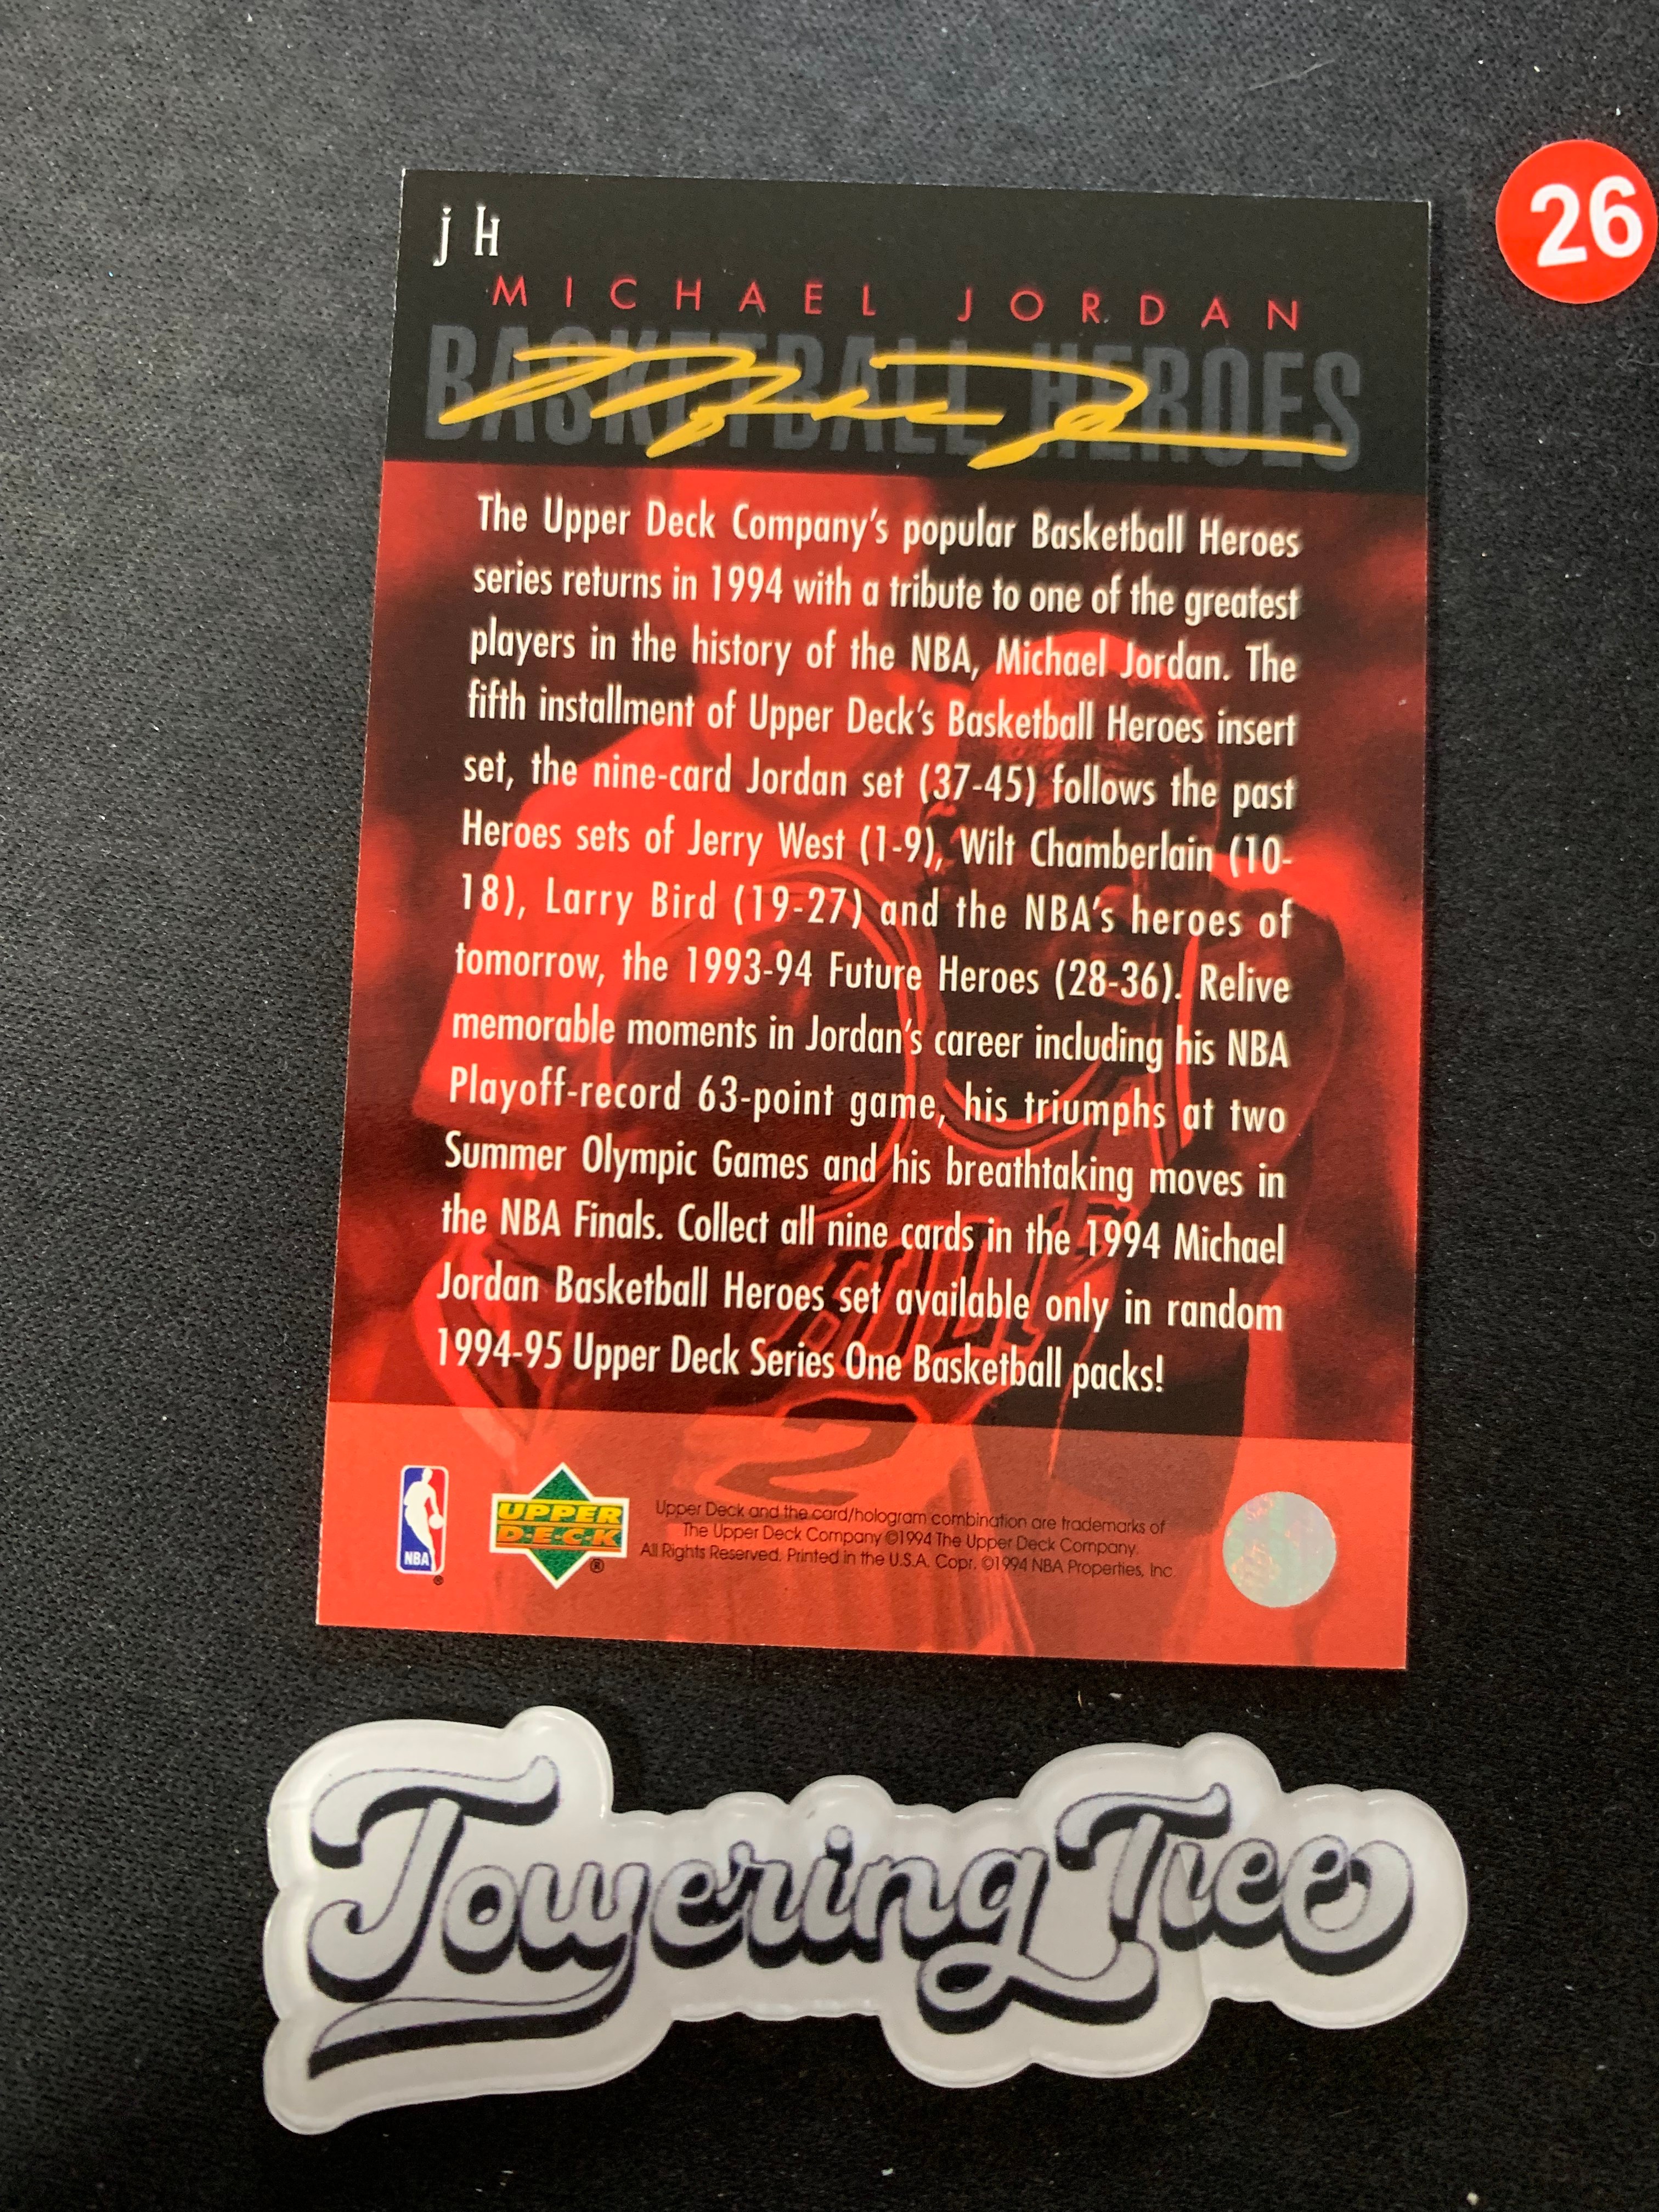 26
jH
MICHAEL JORDAN
BASKETBALL HEROES
The Upper Deck Company's popular Basketball Heroes
series returns in 1994 with a tribute to one of the greatest
players in the history of the NBA, Michael Jordan. The
fifth installment of Upper Deck's Basketball Heroes insert
set, the nine-card Jordan set (37-45) follows the past
Heroes sets of Jerry West (1-9), Wilt Chamberlain (10-
18), Larry Bird (19-27) and the NBA's heroes of
tomorrow, the 1993-94 Future Heroes (28-36). Relive
memorable moments in Jordan's career including his NBA
Playoff-record 63-point game, his triumphs at two
Summer Olympic Games and his breathtaking moves in
the NBA Finals. Collect all nine cards in the 1994 Michael
Jordan Basketball Heroes set available only in random
1994-95 Upper Deck Series One Basketball packs!
NBA
UPPER
DECK
Upper Deck and the card/hologram combination are trademarks of
The Upper Deck Company ©1994 The Upper Deck Company.
All Rights Reserved. Printed in the U.S.A. Copr. ©1994 NBA Properties, Inc.
ToweringTree